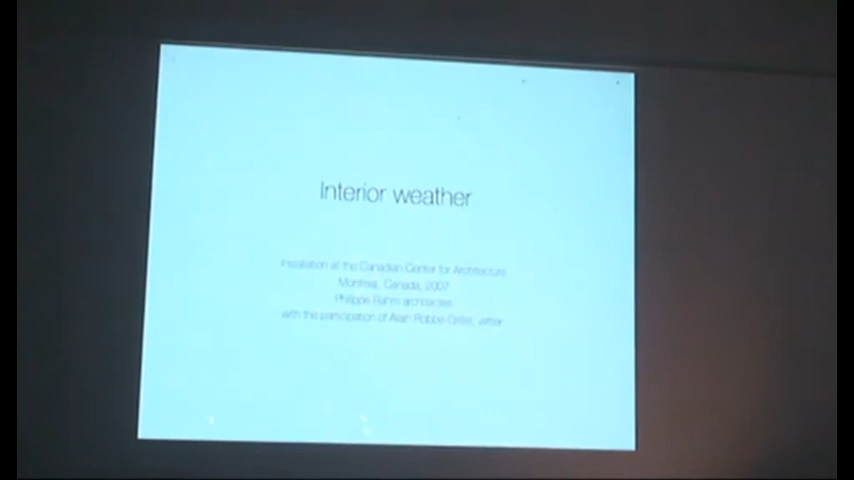 Interior weather
Installation at the Canadian Center for Architecture
Montreal, Canada, 2007
Philippe Rahm architectes
with the participation of Alain Robbe Grillet, writer